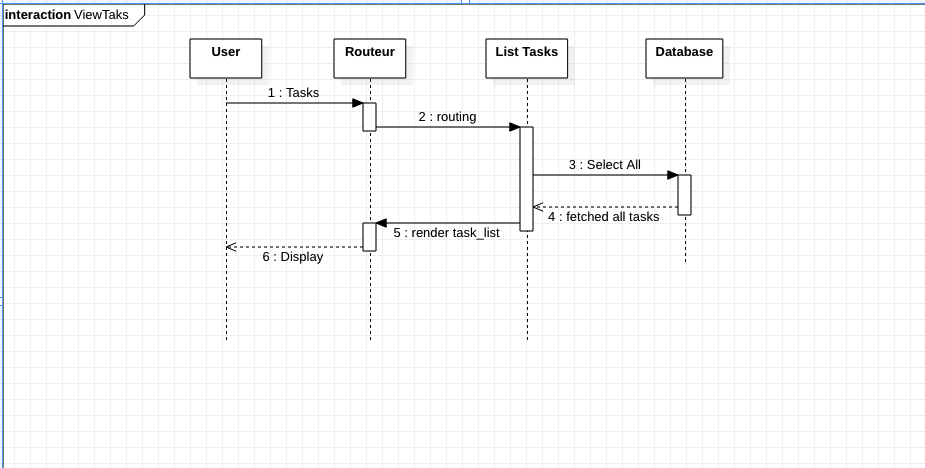 interaction ViewTaks
User
Routeur
List Tasks
Database
1 : Tasks
2 : routing
3 : Select All
4 : fetched all tasks
5 : render task_list
6 : Display